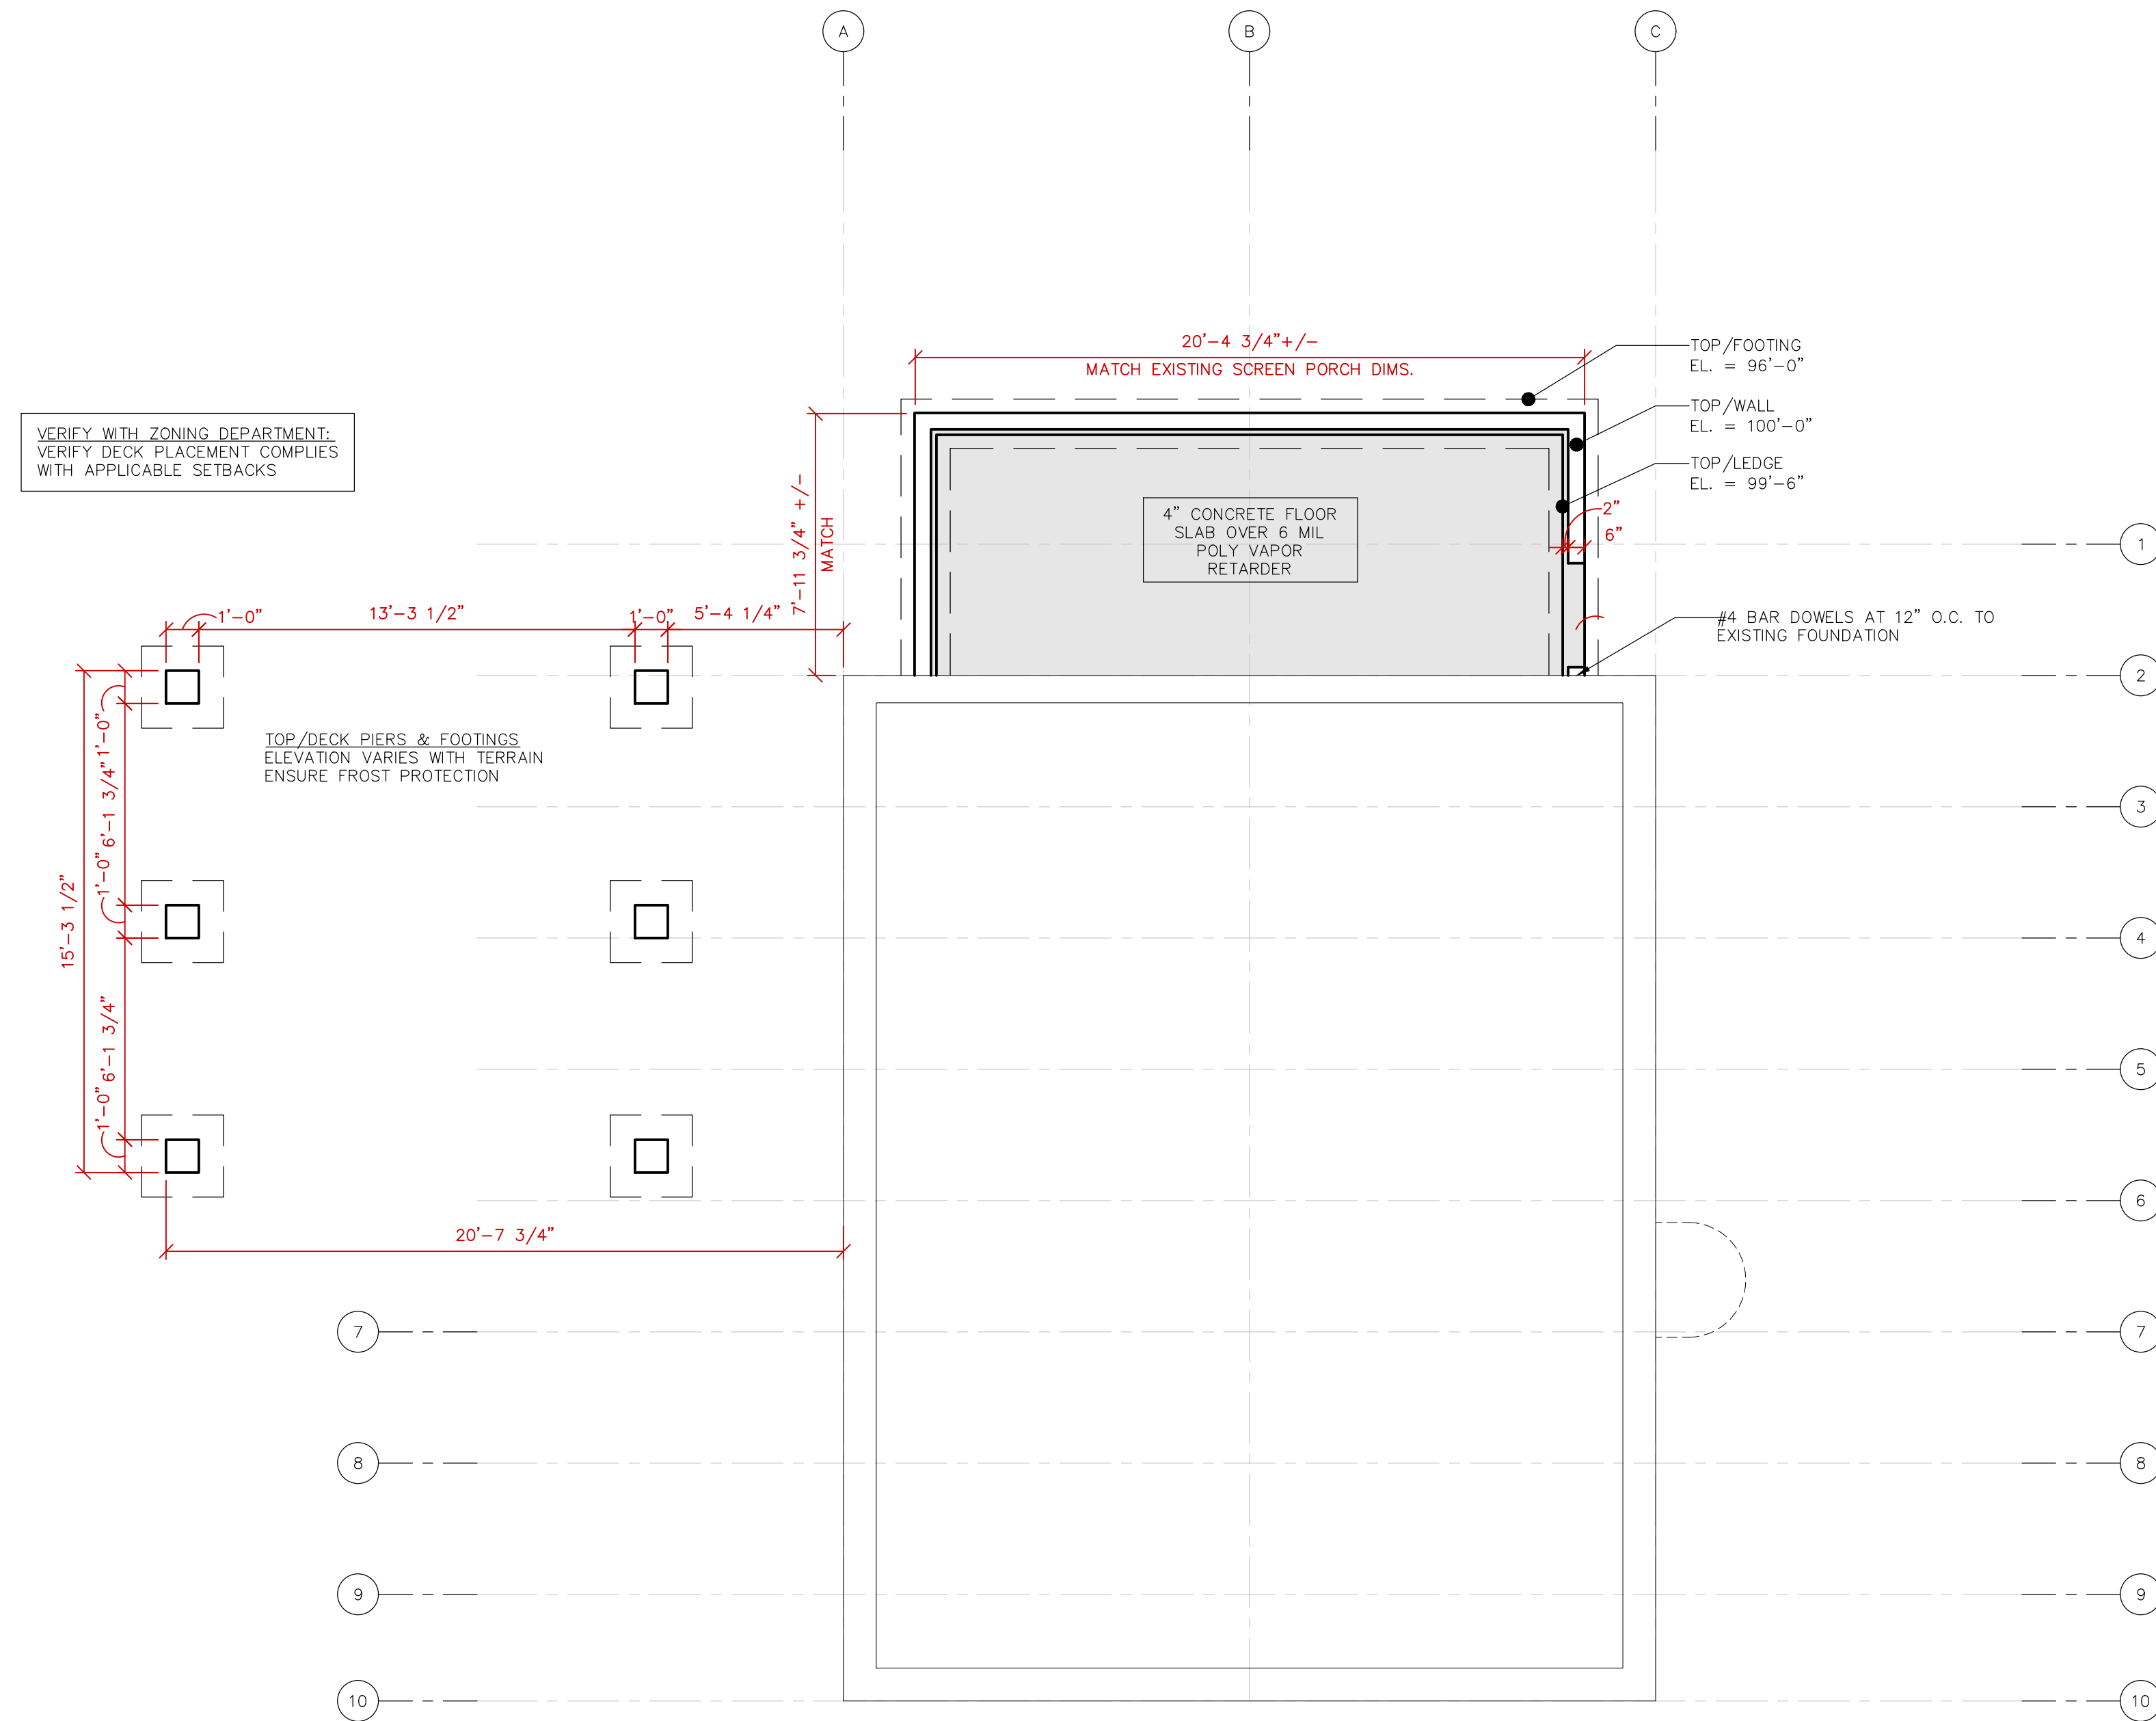 A
B
C
20'-4 3/4"+/-
MATCH EXISTING SCREEN PORCH DIMS.
TOP/FOOTING
EL. = 96'-0"
TOP/WALL
EL. = 100'-0"
TOP/LEDGE
EL. = 99'-6"
VERIFY WITH ZONING DEPARTMENT:
VERIFY DECK PLACEMENT COMPLIES
WITH APPLICABLE SETBACKS
7'-11 3/4" +/-
MATCH
4" CONCRETE FLOOR
SLAB OVER 6 MIL
POLY VAPOR
RETARDER
2"
6"
1
1'-0"
13'-3 1/2"
1'-0"
5'-4 1/4"
#4 BAR DOWELS AT 12" O.C. TO
EXISTING FOUNDATION
2
TOP/DECK PIERS & FOOTINGS
ELEVATION VARIES WITH TERRAIN
ENSURE FROST PROTECTION
1'-0"
6'-1 3/4"
1'-0"
15'-3 1/2"
6'-1 3/4"
1'-0"
3
4
5
6
20'-7 3/4"
7
7
8
8
9
9
10
10